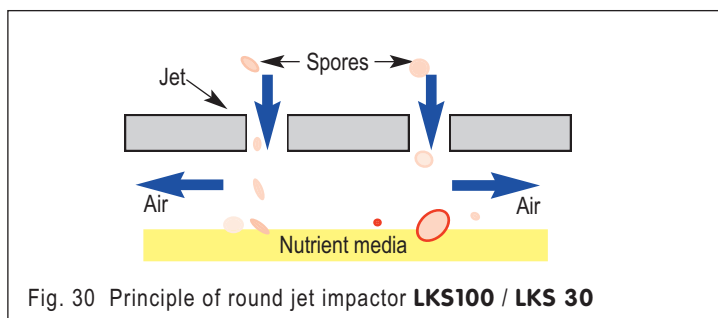 Spores
Jet
Air
Air
Nutrient media
Fig. 30 Principle of round jet impactor LKS100 / LKS 30